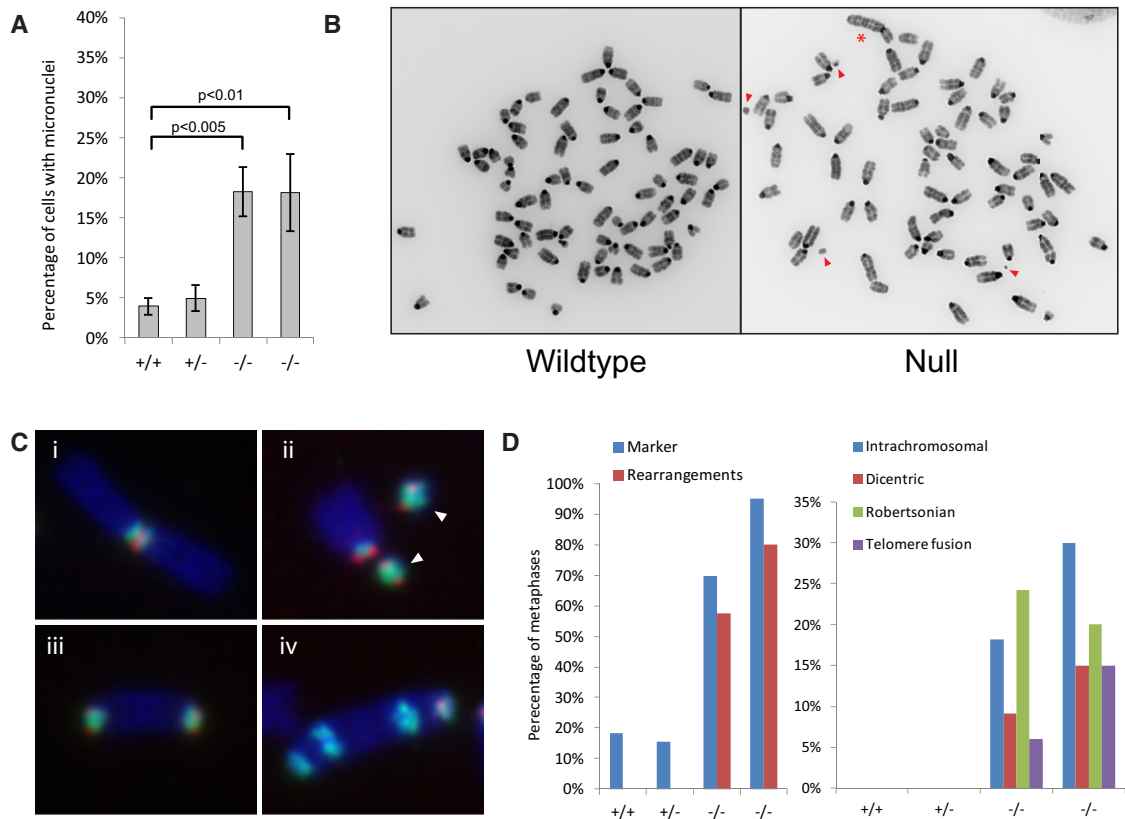 A
Percentage of cells with micronuclei
40%
35%
30%
25%
20%
15%
10%
5%
0%
p<0.01
p<0.005
+/+
+/-
-/-
-/-
B
*
Wildtype
Null
C
i
ii
iii
iv
D
Marker
Rearrangements
Perecentage of metaphases
100%
90%
80%
70%
60%
50%
40%
30%
20%
10%
0%
+/+
+/-
-/-
-/-
Intrachromosomal
Dicentric
Robertsonian
Telomere fusion
35%
30%
25%
20%
15%
10%
5%
0%
+/+
+/-
-/-
-/-